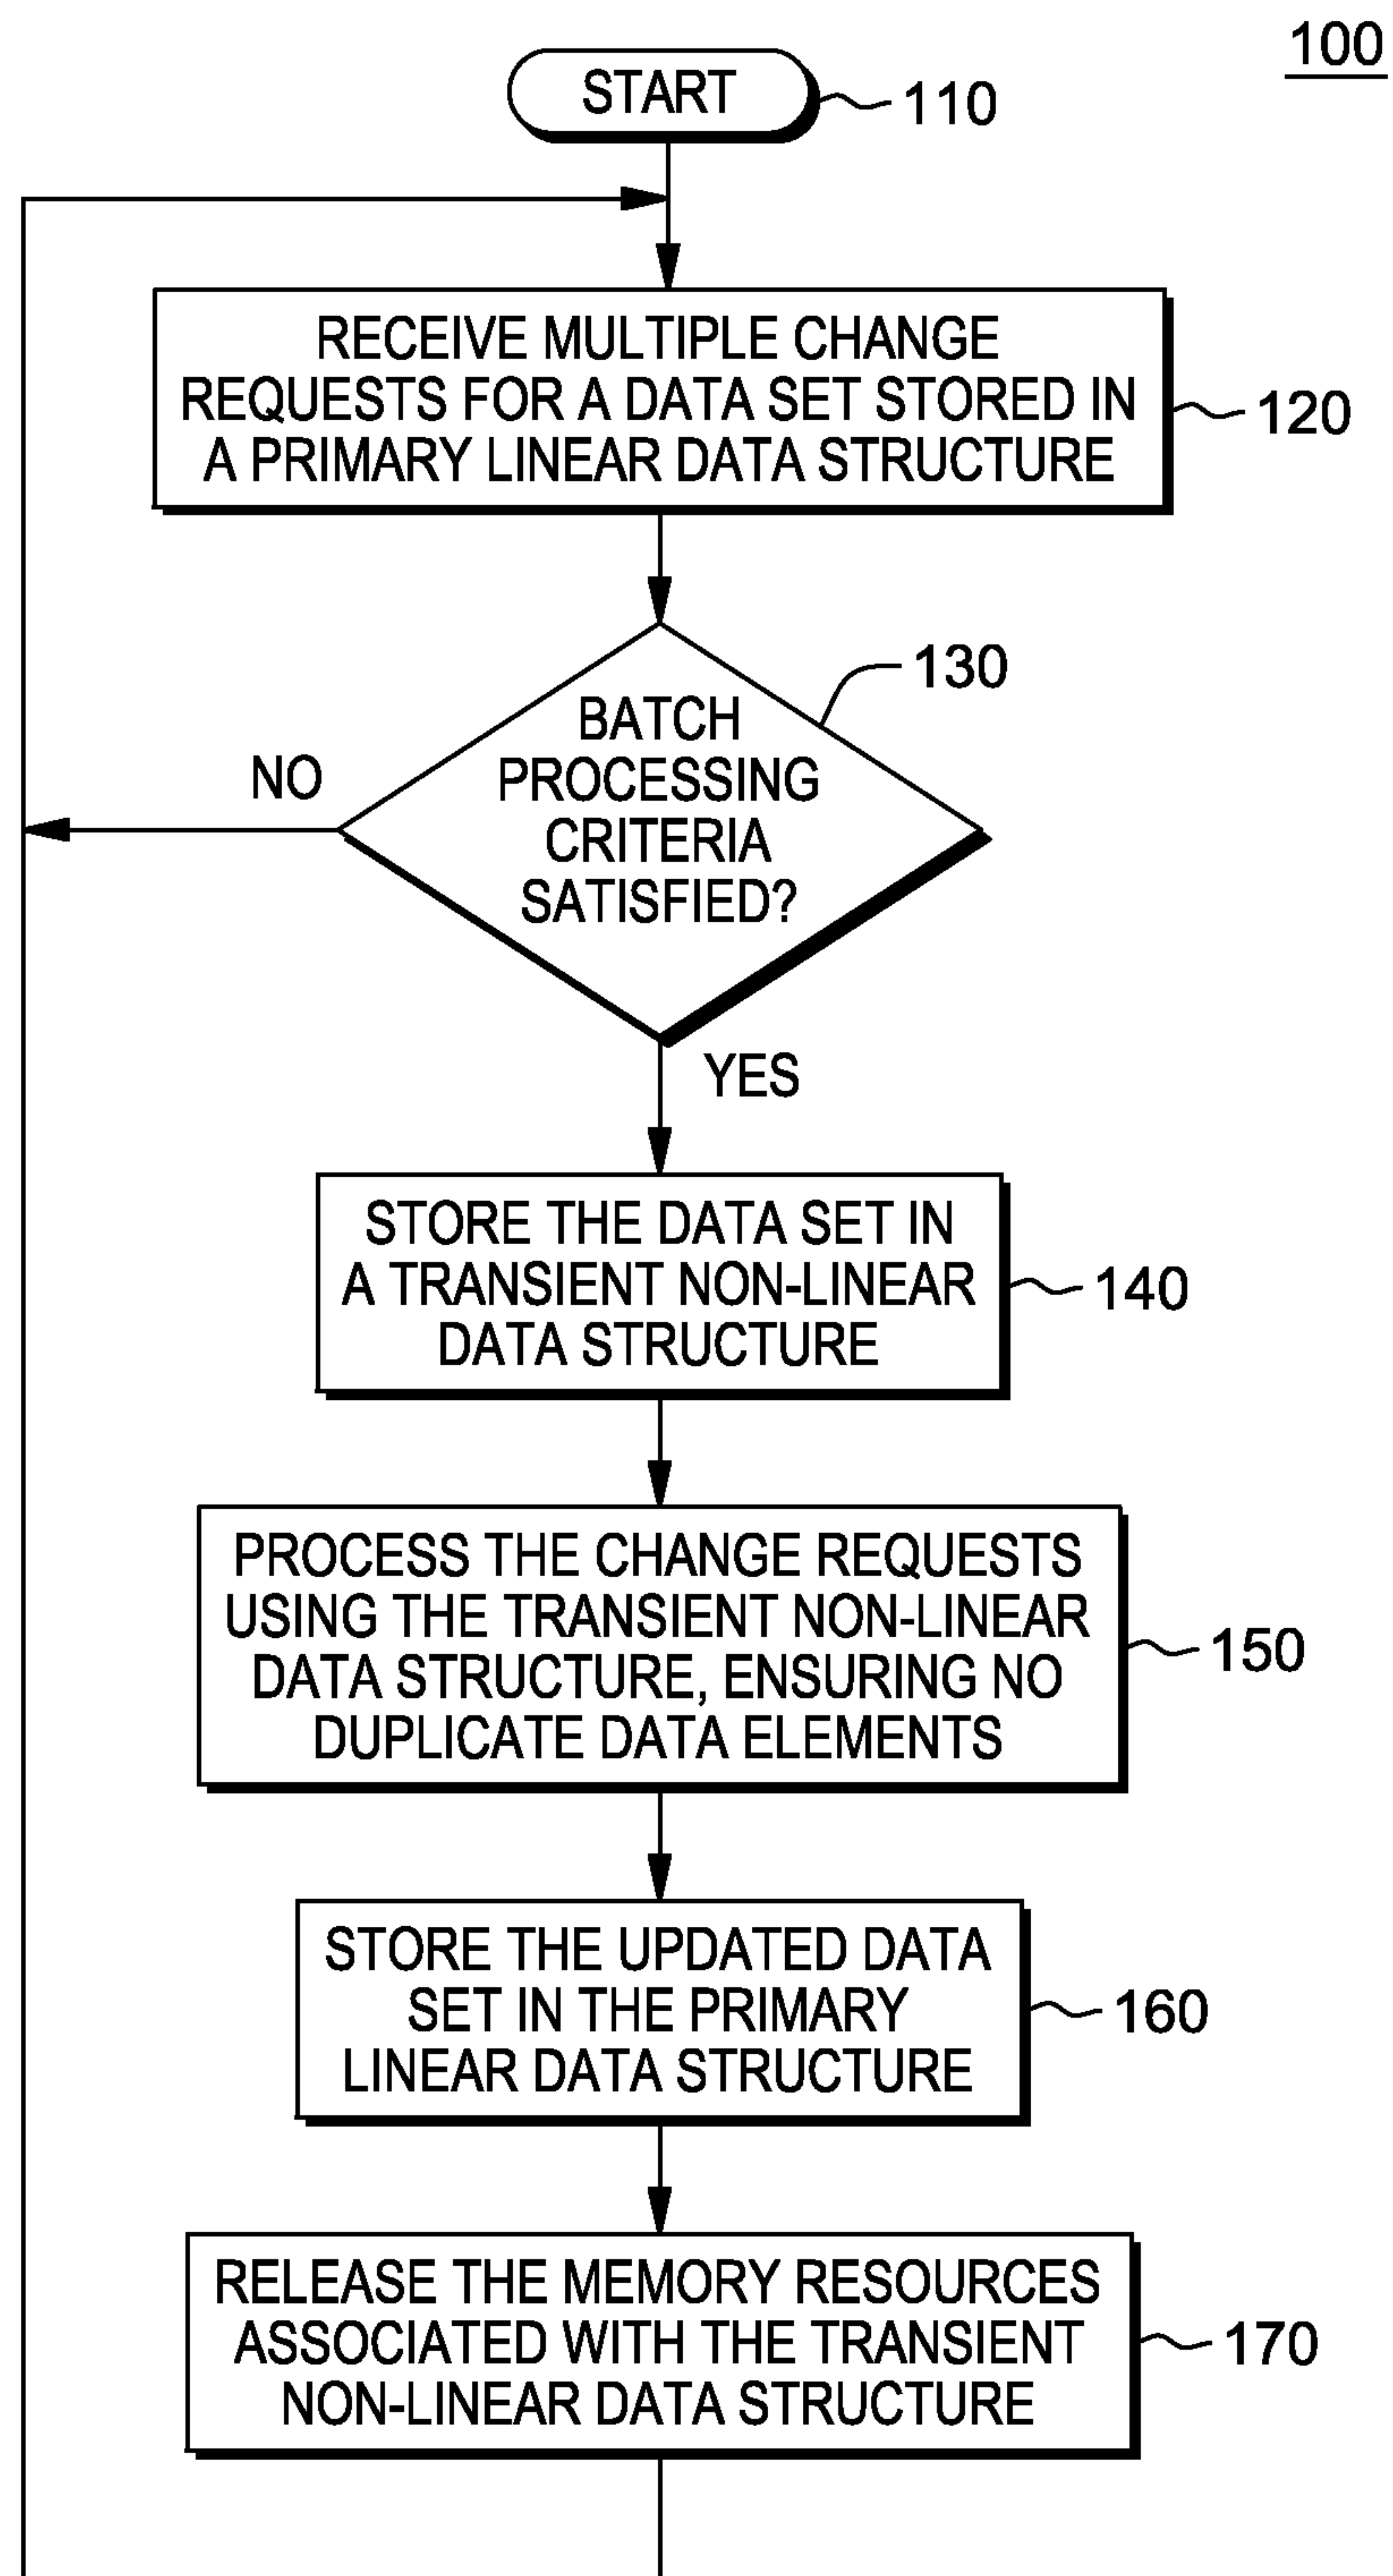 100
START
110
RECEIVE MULTIPLE CHANGE
REQUESTS FOR A DATA SET STORED IN
A PRIMARY LINEAR DATA STRUCTURE
120
130
BATCH
PROCESSING
CRITERIA
SATISFIED?
NO
YES
STORE THE DATA SET IN
A TRANSIENT NON-LINEAR
DATA STRUCTURE
140
PROCESS THE CHANGE REQUESTS
USING THE TRANSIENT NON-LINEAR
DATA STRUCTURE, ENSURING NO
DUPLICATE DATA ELEMENTS
150
STORE THE UPDATED DATA
SET IN THE PRIMARY
LINEAR DATA STRUCTURE
160
RELEASE THE MEMORY RESOURCES
ASSOCIATED WITH THE TRANSIENT
NON-LINEAR DATA STRUCTURE
170